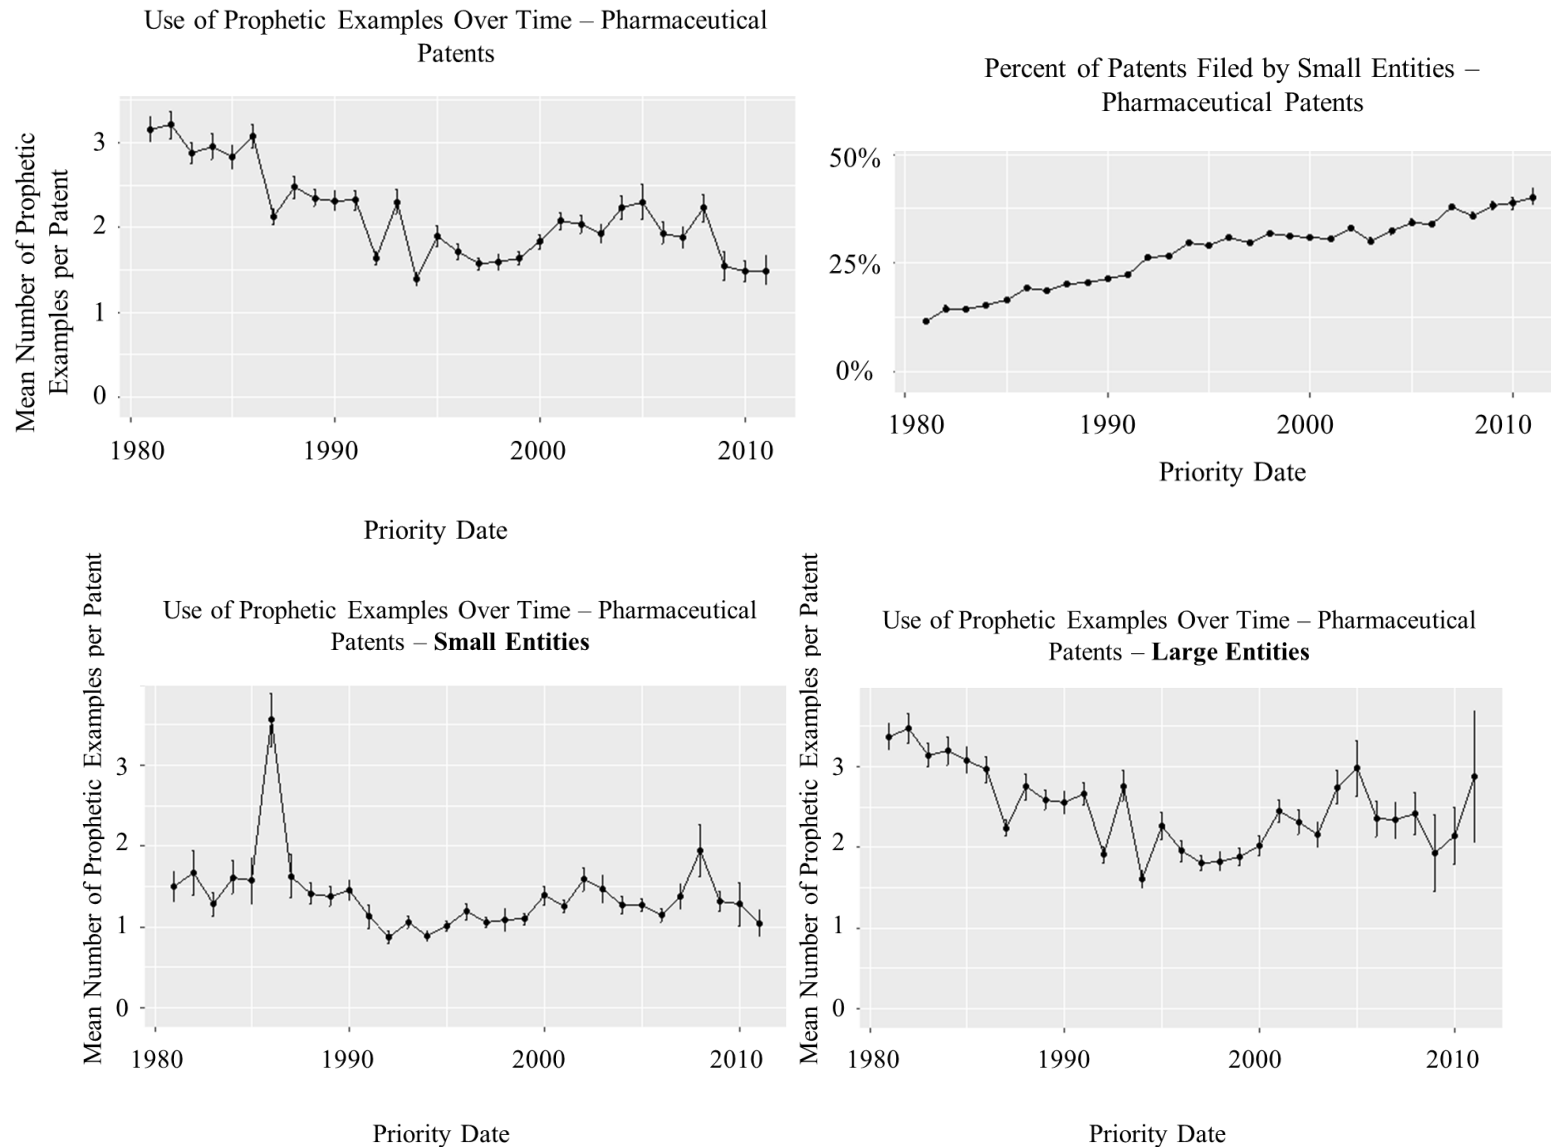 Use of Prophetic Examples Over Time – Pharmaceutical
Patents
Mean Number of Prophetic
Examples per Patent
3
2
1
0
1980
1990
2000
2010
Priority Date
Percent of Patents Filed by Small Entities –
Pharmaceutical Patents
50%
25%
0%
1980
1990
2000
2010
Priority Date
Use of Prophetic Examples Over Time – Pharmaceutical
Patents – Small Entities
Mean Number of Prophetic Examples per Patent
3
2
1
0
1980
1990
2000
2010
Priority Date
Use of Prophetic Examples Over Time – Pharmaceutical
Patents – Large Entities
Mean Number of Prophetic Examples per Patent
3
2
1
0
1980
1990
2000
2010
Priority Date